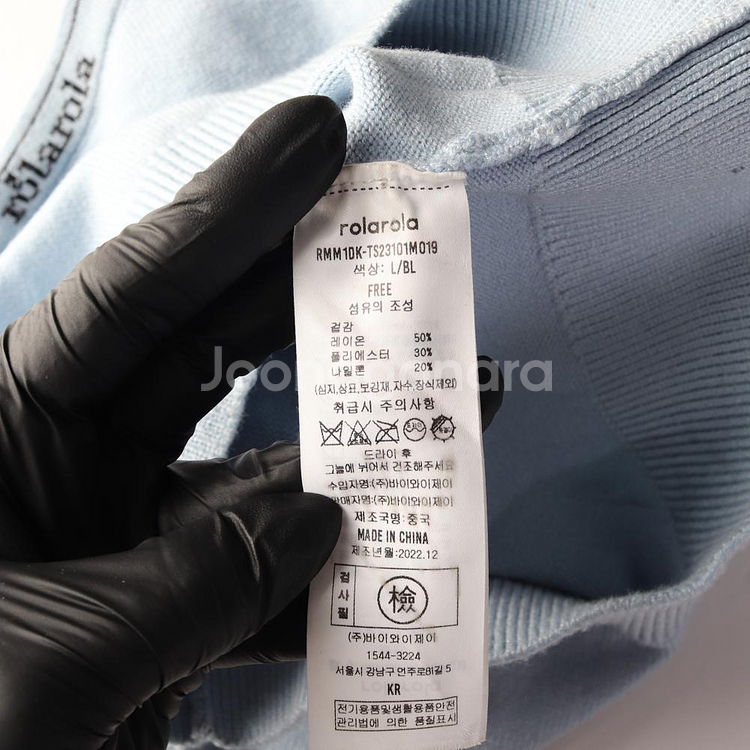 rolarola
rolarola
RMM1DK-TS23101M019
색상: L/BL
FREE
섬유의 조성
겉감
레이온 50%
폴리에스터 30%
나일론 20%
(심지,상표,보강재,자수,장식제외)
취급시 주의사항
드라이 후
그늘에 뉘어서 건조해주세요
수입자명:(주)바이와이제이
판매자명:(주)바이와이제이
제조국명:중국
MADE IN CHINA
제조년월:2022.12
검사필
檢
(주)바이와이제이
1544-3224
서울시 강남구 언주로81길 5
KR
전기용품및생활용품안전
관리법에 의한 품질표시